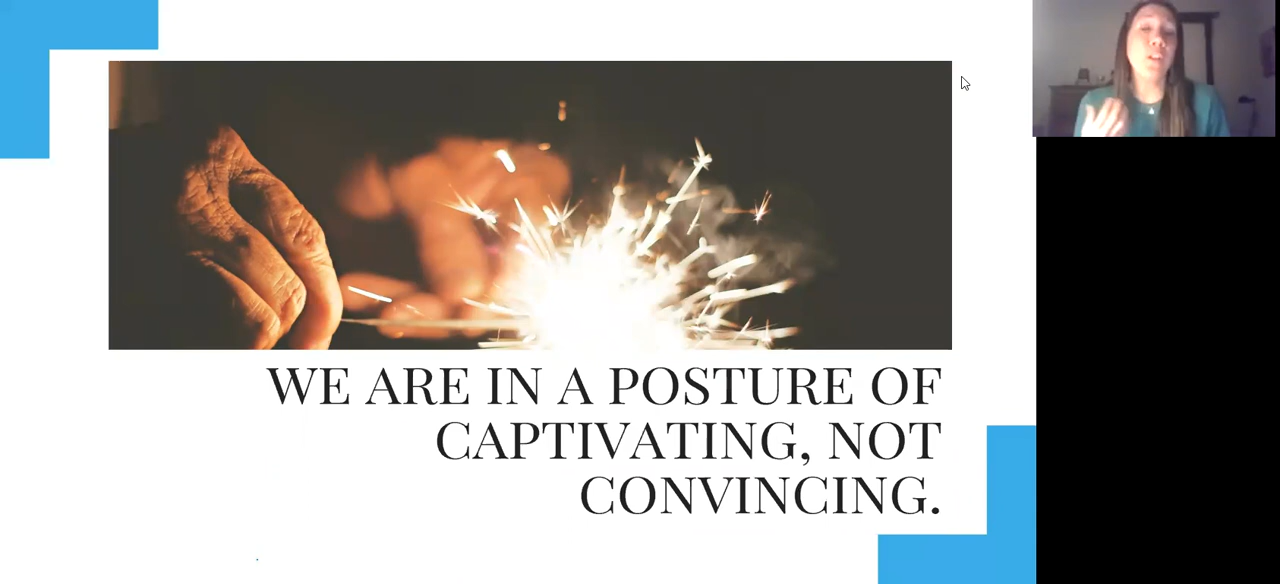 WE ARE IN A POSTURE OF
CAPTIVATING, NOT
CONVINCING.